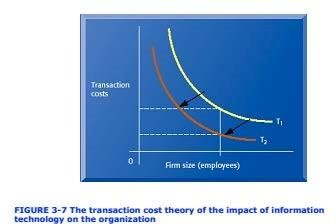 Transaction
costs
T₁
T₂
0
Firm size (employees)
FIGURE 3-7 The transaction cost theory of the impact of information
technology on the organization